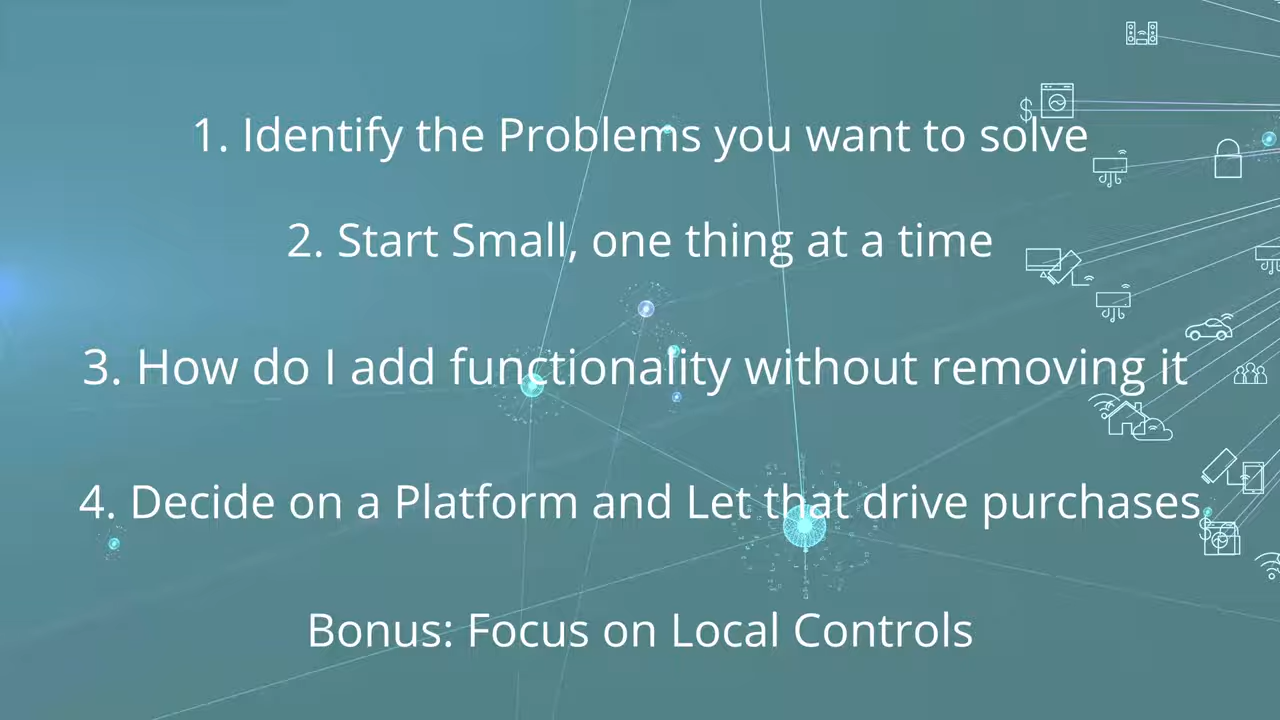 1. Identify the Problems you want to solve
2. Start Small, one thing at a time
3. How do I add functionality without removing it
4. Decide on a Platform and Let that drive purchases
Bonus: Focus on Local Controls